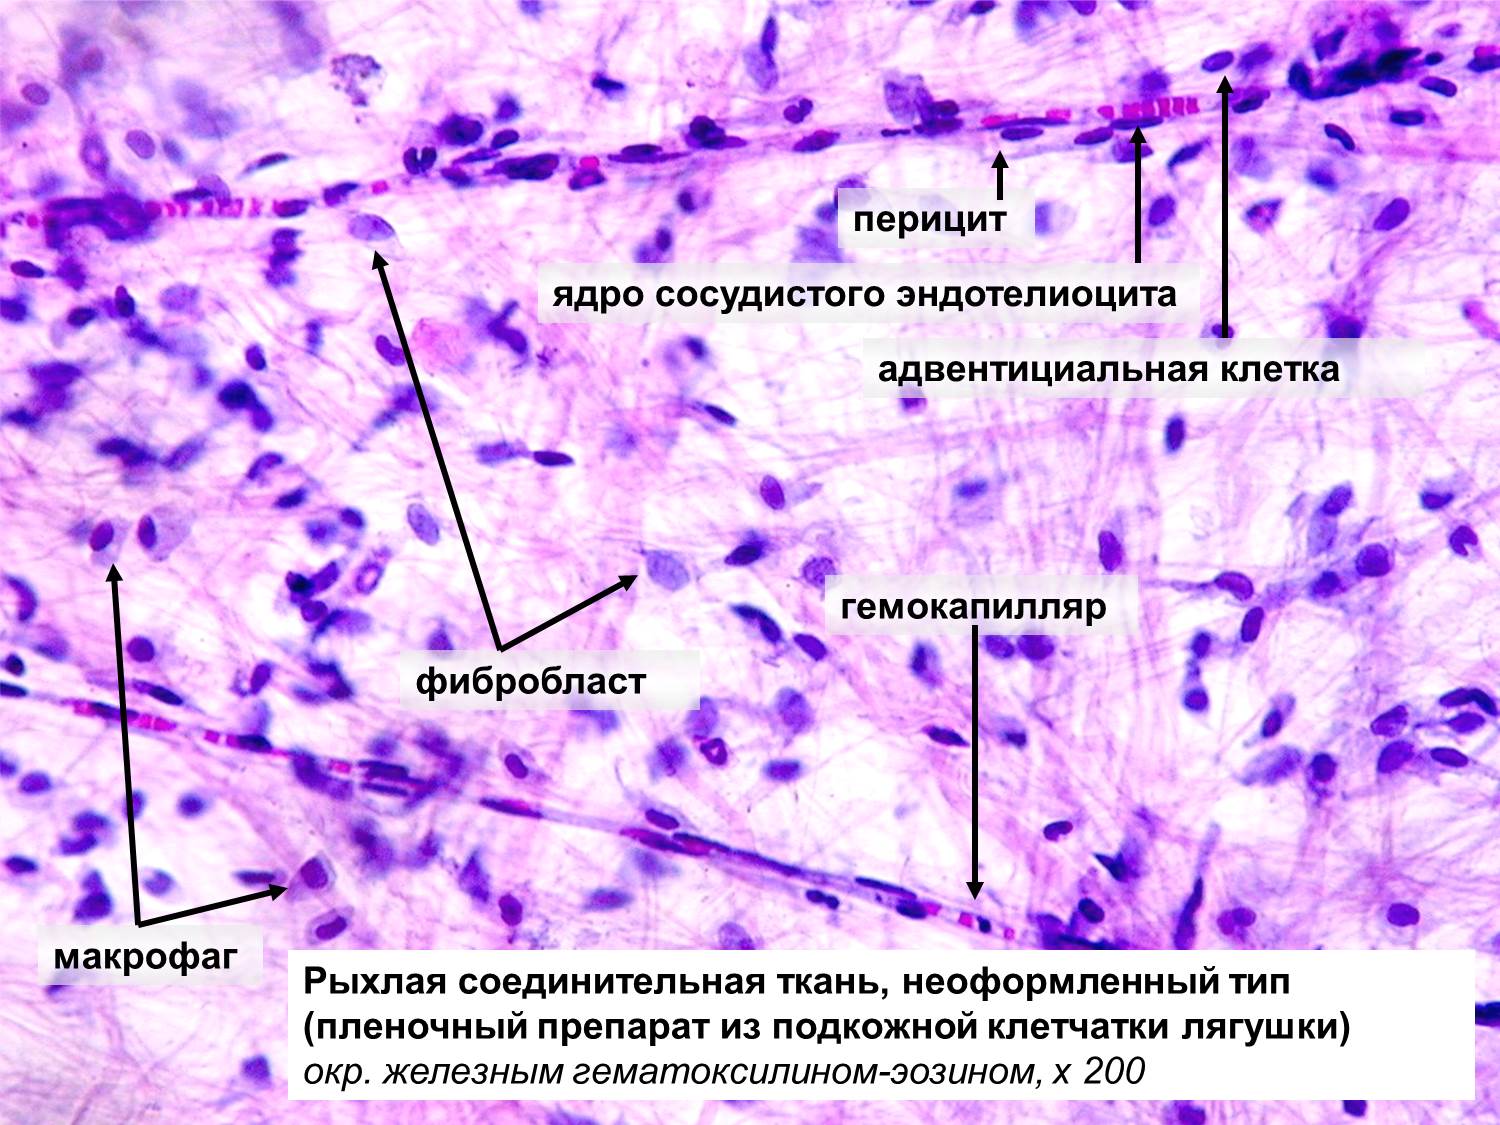 перицит
ядро сосудистого эндотелиоцита
адвентициальная клетка
гемокапилляр
фибробласт
макрофаг
Рыхлая соединительная ткань, неоформленный тип
(пленочный препарат из подкожной клетчатки лягушки)
окр. железным гематоксилином-эозином, х 200